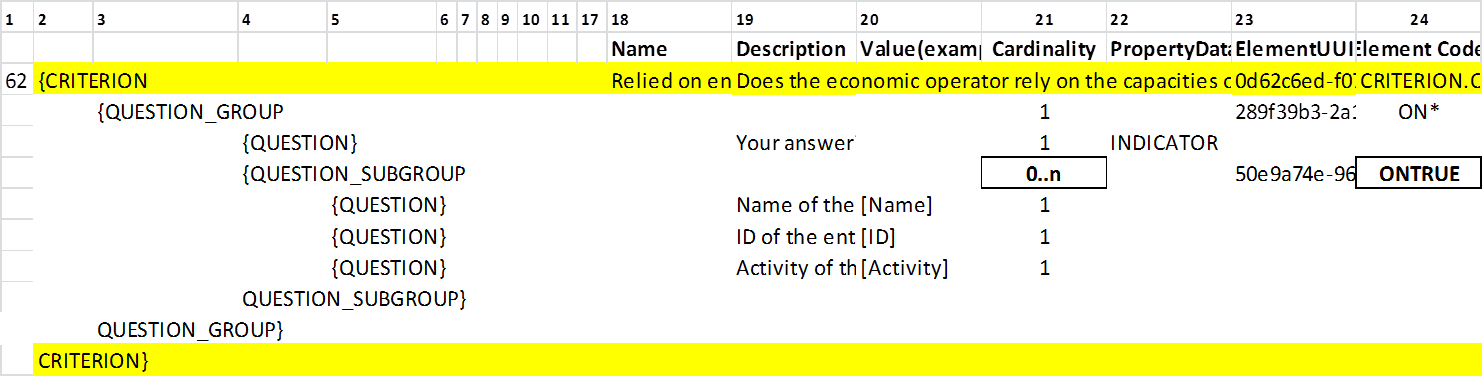 1 2 3 4 5 6 7 8 9 10 11 17 18 19 20 21 22 23 24
Name Description Value(examp Cardinality PropertyData ElementUUI Element Code
62 {CRITERION Relied on en Does the economic operator rely on the capacities o 0d62c6ed-f0 CRITERION.C
{QUESTION_GROUP 1 289f39b3-2a1 ON*
{QUESTION} Your answer 1 INDICATOR
{QUESTION_SUBGROUP 0..n 50e9a74e-96 ONTRUE
{QUESTION} Name of the [Name] 1
{QUESTION} ID of the ent [ID] 1
{QUESTION} Activity of th [Activity] 1
QUESTION_SUBGROUP}
QUESTION_GROUP}
CRITERION}